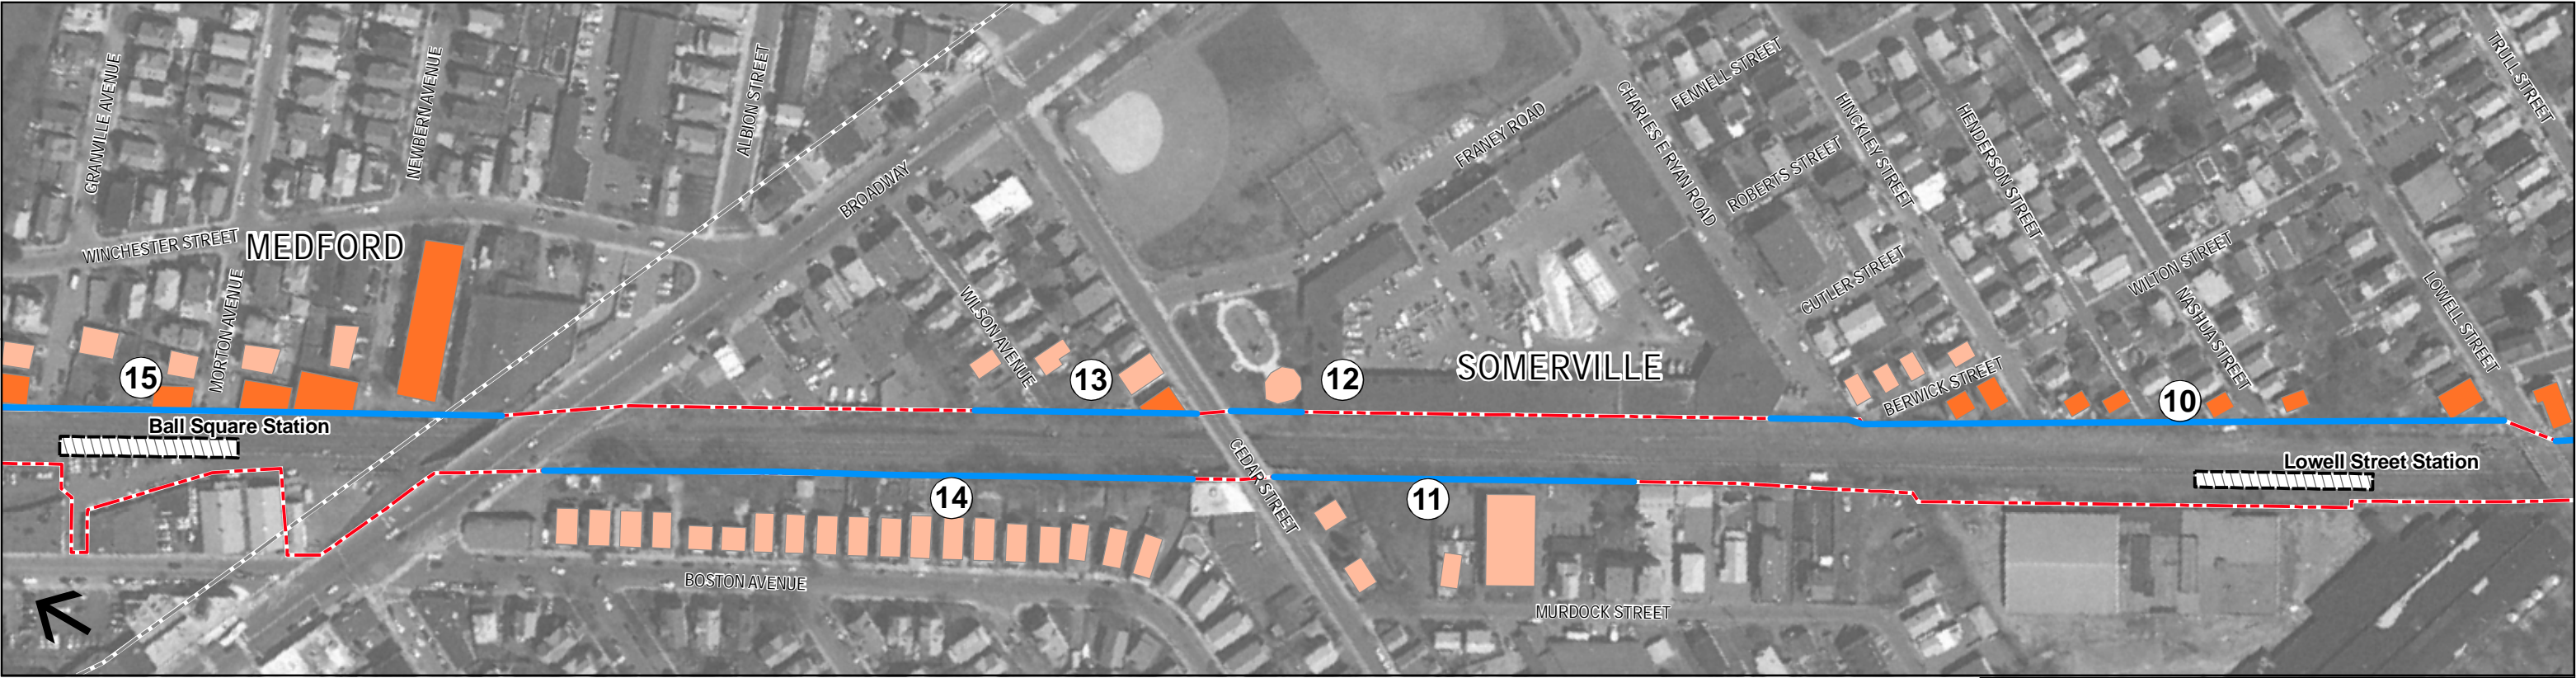 GRANVILLE AVENUE
NEWBERN AVENUE
ALBION STREET
BROADWAY
WINCHESTER STREET
MEDFORD
MORTON AVENUE
15
Ball Square Station
WILSON AVENUE
13
12
CEDAR STREET
14
11
BOSTON AVENUE
MURDOCK STREET
FRANEY ROAD
FENNELL STREET
CHARLES E RYAN ROAD
ROBERTS STREET
HINCKLEY STREET
HENDERSON STREET
TRULL STREET
SOMERVILLE
CUTLER STREET
BERWICK STREET
WILTON STREET
NASHUA STREET
LOWELL STREET
10
Lowell Street Station